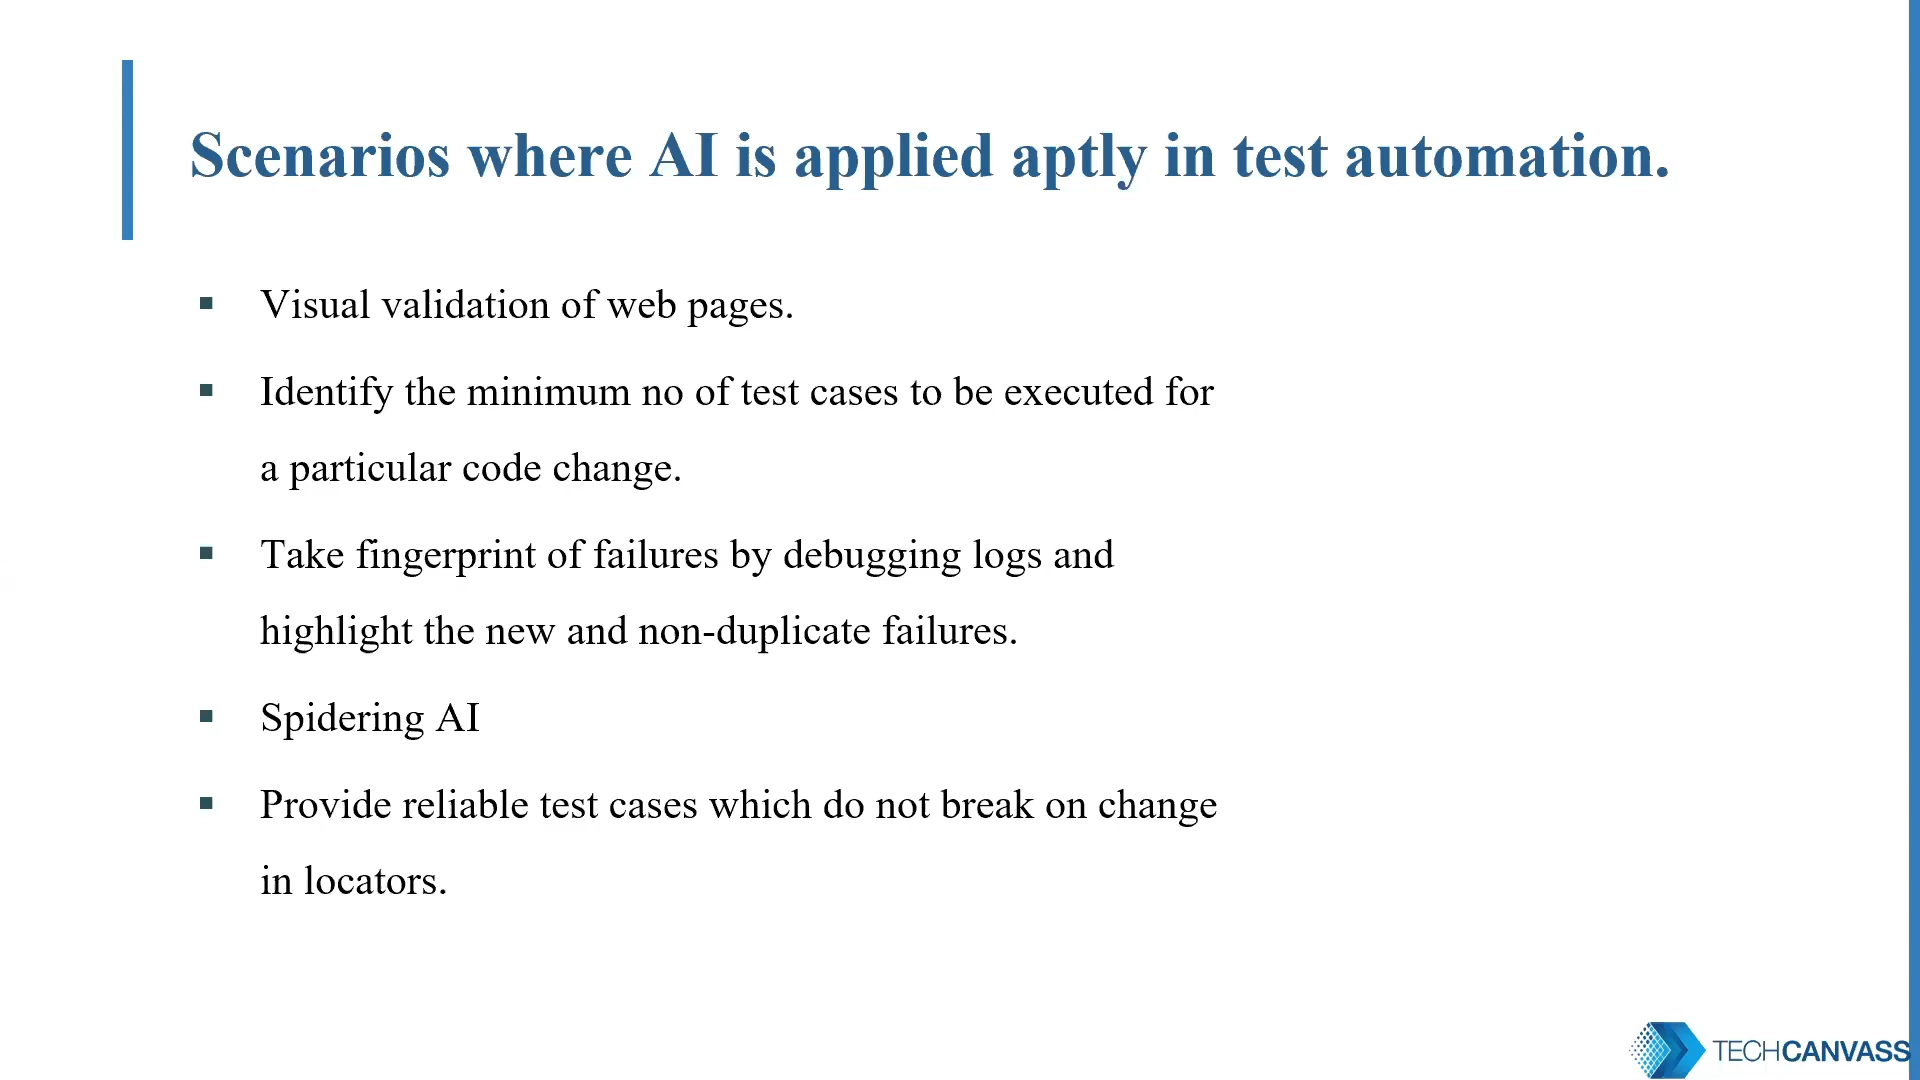 Scenarios where AI is applied aptly in test automation.
▪ Visual validation of web pages.
▪ Identify the minimum no of test cases to be executed for
a particular code change.
▪ Take fingerprint of failures by debugging logs and
highlight the new and non-duplicate failures.
▪ Spidering AI
▪ Provide reliable test cases which do not break on change
in locators.
TECHCANVASS